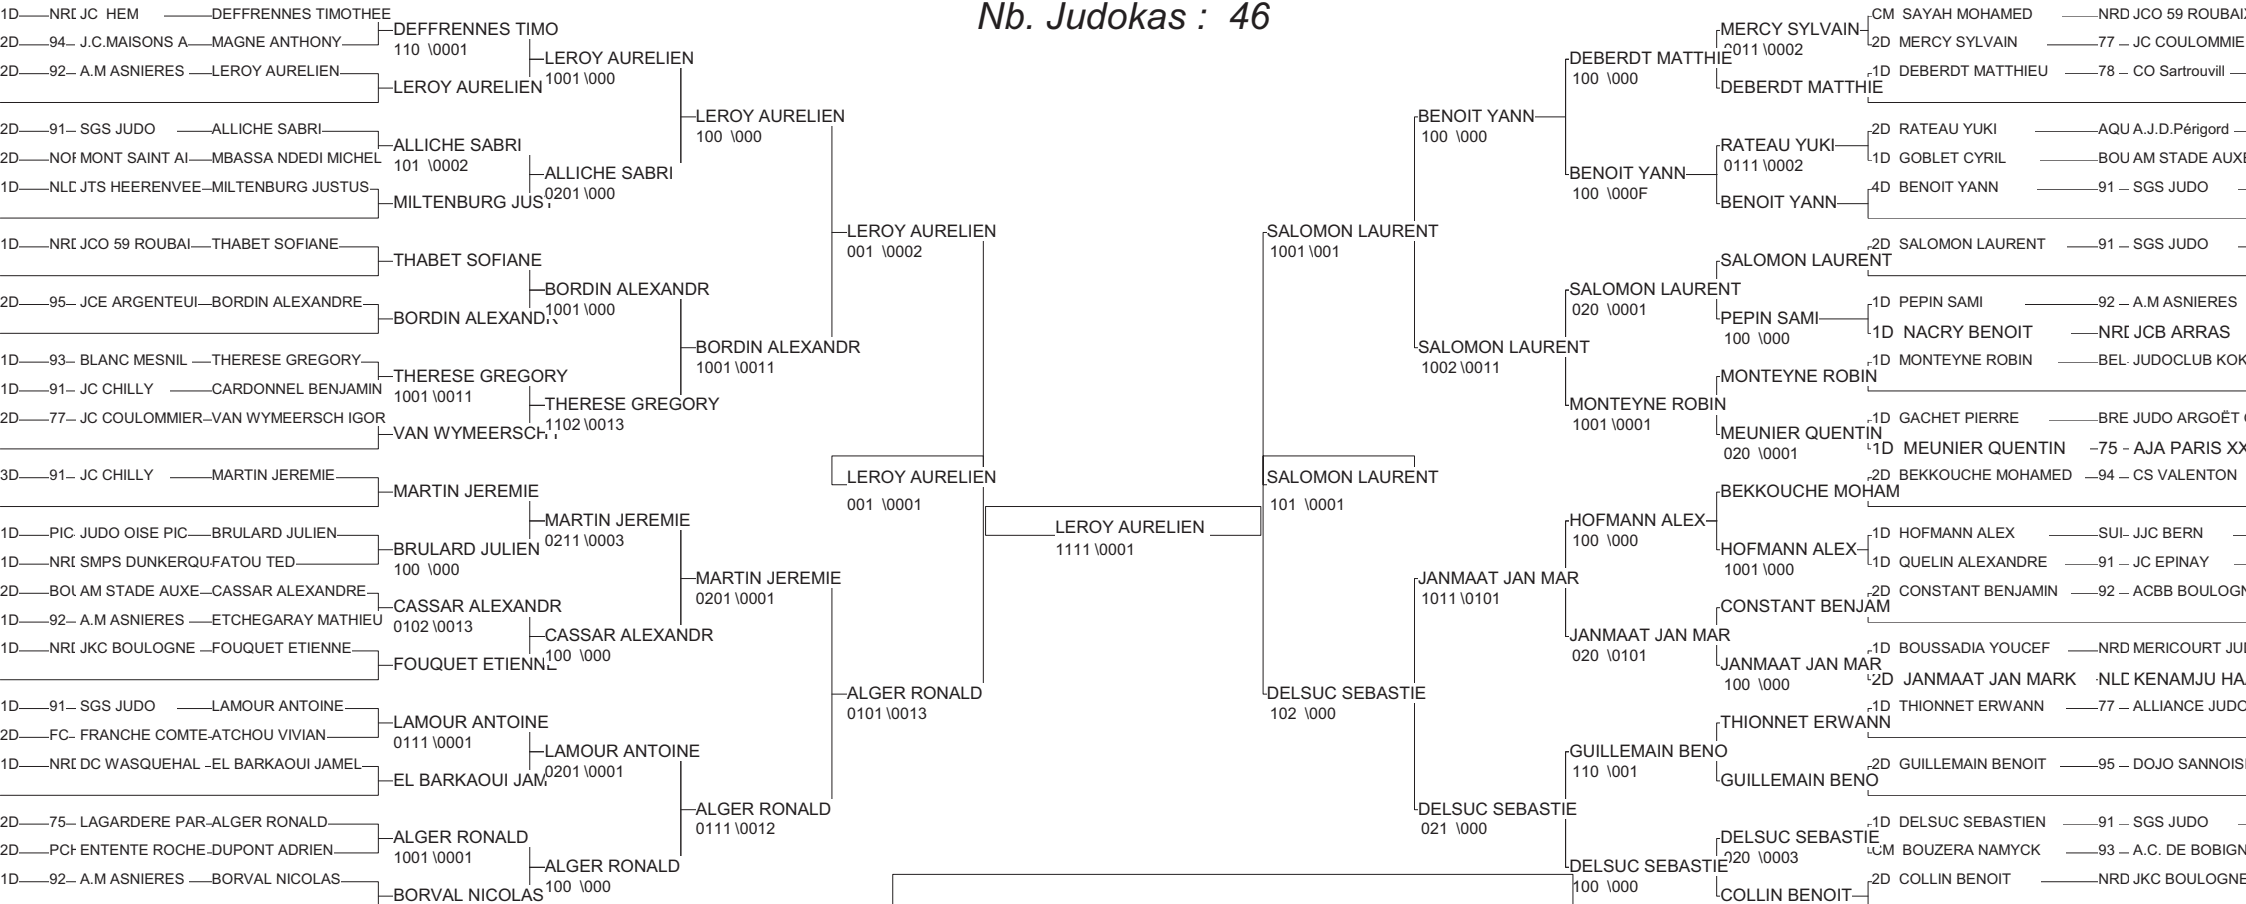 Nb. Judokas : 46
1D NRD JC HEM DEFFRENNES TIMOTHEE
2D 94 J.C.MAISONS A MAGNE ANTHONY
2D 92 A.M ASNIERES LEROY AURELIEN
2D 91 SGS JUDO ALLICHE SABRI
2D NOR MONT SAINT AI MBASSA NDEDI MICHEL
1D NLD JTS HEERENVEE MILTENBURG JUSTUS
1D NRD JCO 59 ROUBAI THABET SOFIANE
2D 95 JCE ARGENTEUI BORDIN ALEXANDRE
1D 93 BLANC MESNIL THERESE GREGORY
1D 91 JC CHILLY CARDONNEL BENJAMIN
2D 77 JC COULOMMIER VAN WYMEERSCH IGOR
3D 91 JC CHILLY MARTIN JEREMIE
1D PIC JUDO OISE PIC BRULARD JULIEN
1D NRD SMPS DUNKERQU FATOU TED
2D BOU AM STADE AUXE CASSAR ALEXANDRE
1D 92 A.M ASNIERES ETCHEGARAY MATHIEU
1D NRD JKC BOULOGNE FOUQUET ETIENNE
1D 91 SGS JUDO LAMOUR ANTOINE
2D FC FRANCHE COMTE ATCHOU VIVIAN
1D NRD DC WASQUEHAL EL BARKAOUI JAMEL
2D 75 LAGARDERE PAR ALGER RONALD
2D PCH ENTENTE ROCHE DUPONT ADRIEN
1D 92 A.M ASNIERES BORVAL NICOLAS
DEFFRENNES TIMO
110 \0001
LEROY AURELIEN
ALLICHE SABRI
101 \0002
MILTENBURG JUS
THABET SOFIANE
BORDIN ALEXAND
THERESE GREGORY
1001 \0011
VAN WYMEERSCH
MARTIN JEREMIE
BRULARD JULIEN
100 \000
CASSAR ALEXANDR
0102 \0013
FOUQUET ETIENN
LAMOUR ANTOINE
0111 \0001
EL BARKAOUI JAM
ALGER RONALD
1001 \0001
BORVAL NICOLAS
LEROY AURELIEN
1001 \000
ALLICHE SABRI
0201 \000
BORDIN ALEXANDR
1001 \000
THERESE GREGORY
1102 \0013
MARTIN JEREMIE
0211 \0003
CASSAR ALEXANDR
100 \000
LAMOUR ANTOINE
0201 \0001
ALGER RONALD
100 \000
LEROY AURELIEN
100 \000
BORDIN ALEXANDR
1001 \0011
MARTIN JEREMIE
0201 \0001
ALGER RONALD
0111 \0012
LEROY AURELIEN
001 \0002
LEROY AURELIEN
001 \0001
ALGER RONALD
0101 \0013
LEROY AURELIEN
1111 \0001
SALOMON LAURENT
1001 \001
SALOMON LAURENT
101 \0001
DELSUC SEBASTIE
102 \000
BENOIT YANN
100 \000
SALOMON LAURENT
1002 \0011
JANMAAT JAN MAR
1011 \0101
DELSUC SEBASTIE
021 \000
DEBERDT MATTHIE
100 \000
BENOIT YANN
100 \000F
SALOMON LAURENT
020 \0001
MONTEYNE ROBIN
1001 \0001
HOFMANN ALEX
100 \000
JANMAAT JAN MAR
020 \0101
GUILLEMAIN BENO
110 \001
DELSUC SEBASTIE
100 \000
MERCY SYLVAIN
0011 \0002
DEBERDT MATTHIE
RATEAU YUKI
0111 \0002
BENOIT YANN
SALOMON LAURENT
PEPIN SAMI
100 \000
MONTEYNE ROBIN
MEUNIER QUENTIN
020 \0001
BEKKOUCHE MOHAM
HOFMANN ALEX
1001 \000
CONSTANT BENJAM
JANMAAT JAN MAR
100 \000
THIONNET ERWANN
GUILLEMAIN BENO
DELSUC SEBASTIE
020 \0003
COLLIN BENOIT
CM SAYAH MOHAMED NRD JCO 59 ROUBAIX
2D MERCY SYLVAIN 77 JC COULOMMIE
1D DEBERDT MATTHIEU 78 CO Sartrouvill
2D RATEAU YUKI AQU A.J.D.Périgord
1D GOBLET CYRIL BOU AM STADE AUXE
4D BENOIT YANN 91 SGS JUDO
2D SALOMON LAURENT 91 SGS JUDO
1D PEPIN SAMI 92 A.M ASNIERES
1D NACRY BENOIT NRD JCB ARRAS
1D MONTEYNE ROBIN BEL JUDOCLUB KOK
1D GACHET PIERRE BRE JUDO ARGOËT
1D MEUNIER QUENTIN 75 AJA PARIS XX
2D BEKKOUCHE MOHAMED 94 CS VALENTON
1D HOFMANN ALEX SUI JJC BERN
1D QUELIN ALEXANDRE 91 JC EPINAY
2D CONSTANT BENJAMIN 92 ACBB BOULOGN
1D BOUSSADIA YOUCEF NRD MERICOURT JU
2D JANMAAT JAN MARK NLD KENAMJU HA
1D THIONNET ERWANN 77 ALLIANCE JUDO
2D GUILLEMAIN BENOIT 95 DOJO SANNOIS
1D DELSUC SEBASTIEN 91 SGS JUDO
CM BOUZERA NAMYCK 93 A.C. DE BOBIGN
2D COLLIN BENOIT NRD JKC BOULOGNE